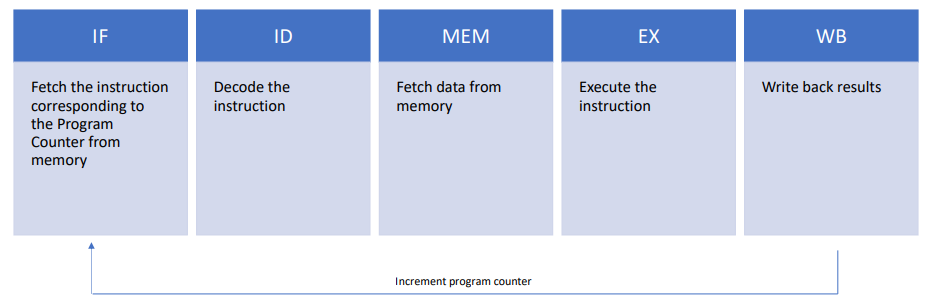 IF
Fetch the instruction
corresponding to
the Program
Counter from
memory
ID
Decode the
instruction
MEM
Fetch data from
memory
EX
Execute the
instruction
WB
Write back results
Increment program counter